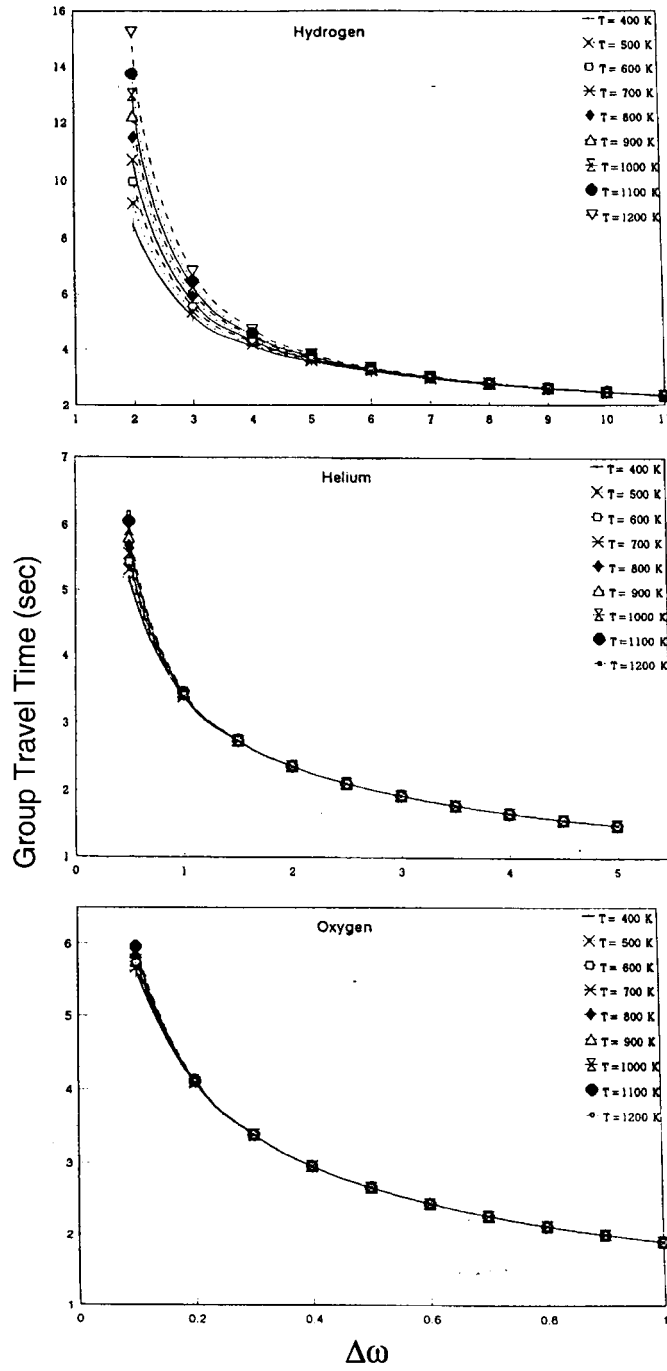 Group Travel Time (sec)
Hydrogen
16
14
12
10
8
6
4
2
1 2 3 4 5 6 7 8 9 10 11
T= 400 K
T= 500 K
T= 600 K
T= 700 K
T= 800 K
T= 900 K
T=1000 K
T=1100 K
T=1200 K
Helium
7
6
5
4
3
2
1
0 1 2 3 4 5
T= 400 K
T= 500 K
T= 600 K
T= 700 K
T= 800 K
T= 900 K
T=1000 K
T=1100 K
T=1200 K
Oxygen
6
5
4
3
2
1
0 0.2 0.4 0.6 0.8 1
T= 400 K
T= 500 K
T= 600 K
T= 700 K
T= 800 K
T= 900 K
T=1000 K
T=1100 K
T=1200 K
Δω